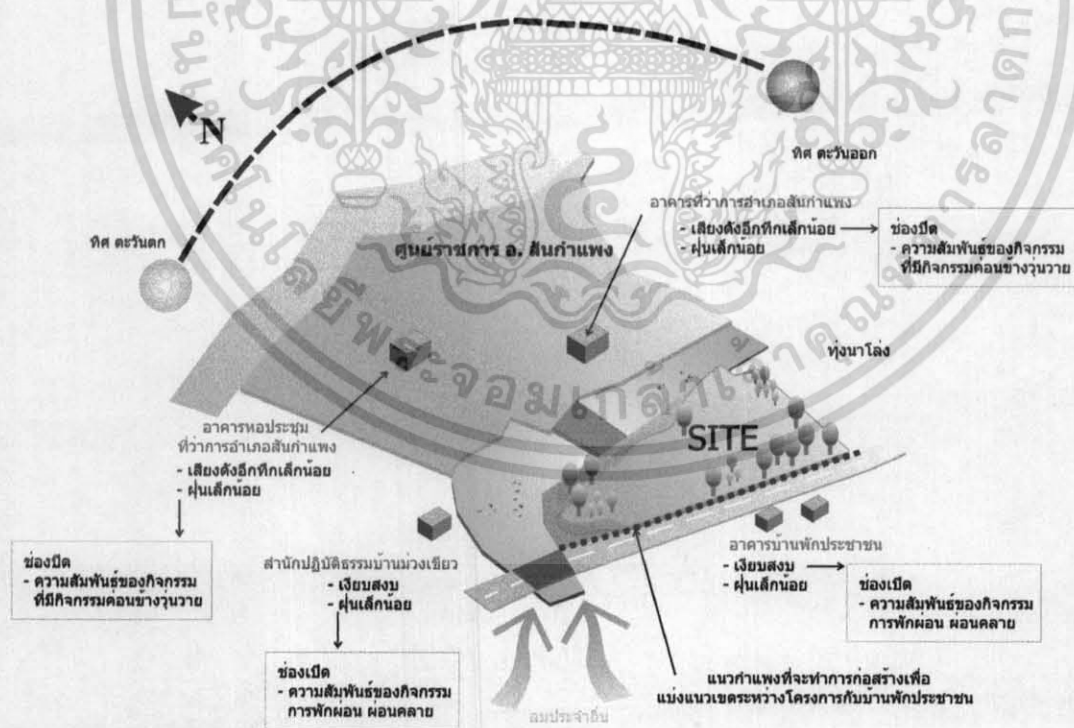 N
ทิศ ตะวันออก
ทิศ ตะวันตก
อาคารที่ว่าการอำเภอสันกำแพง
- เสียงดังอีกทึกเล็กน้อย
- ฝุ่นเล็กน้อย
ช่องปิด
- ความสัมพันธ์ของกิจกรรม
ที่มีกิจกรรมค่อนข้างวุ่นวาย
ศูนย์ราชการ อ. สันกำแพง
ทุ่งนาโล่ง
SITE
อาคารหอประชุม
ที่ว่าการอำเภอสันกำแพง
- เสียงดังอีกทึกเล็กน้อย
- ฝุ่นเล็กน้อย
ช่องปิด
- ความสัมพันธ์ของกิจกรรม
ที่มีกิจกรรมค่อนข้างวุ่นวาย
สำนักปฏิบัติธรรมบ้านม่วงเขียว
- เงียบสงบ
- ฝุ่นเล็กน้อย
ช่องเปิด
- ความสัมพันธ์ของกิจกรรม
การพักผ่อน ผ่อนคลาย
อาคารบ้านพักประชาชน
- เงียบสงบ
- ฝุ่นเล็กน้อย
ช่องเปิด
- ความสัมพันธ์ของกิจกรรม
การพักผ่อน ผ่อนคลาย
แนวกำแพงที่จะทำการก่อสร้างเพื่อ
แบ่งแนวเขตระหว่างโครงการกับบ้านพักประชาชน
ลมประจำถิ่น